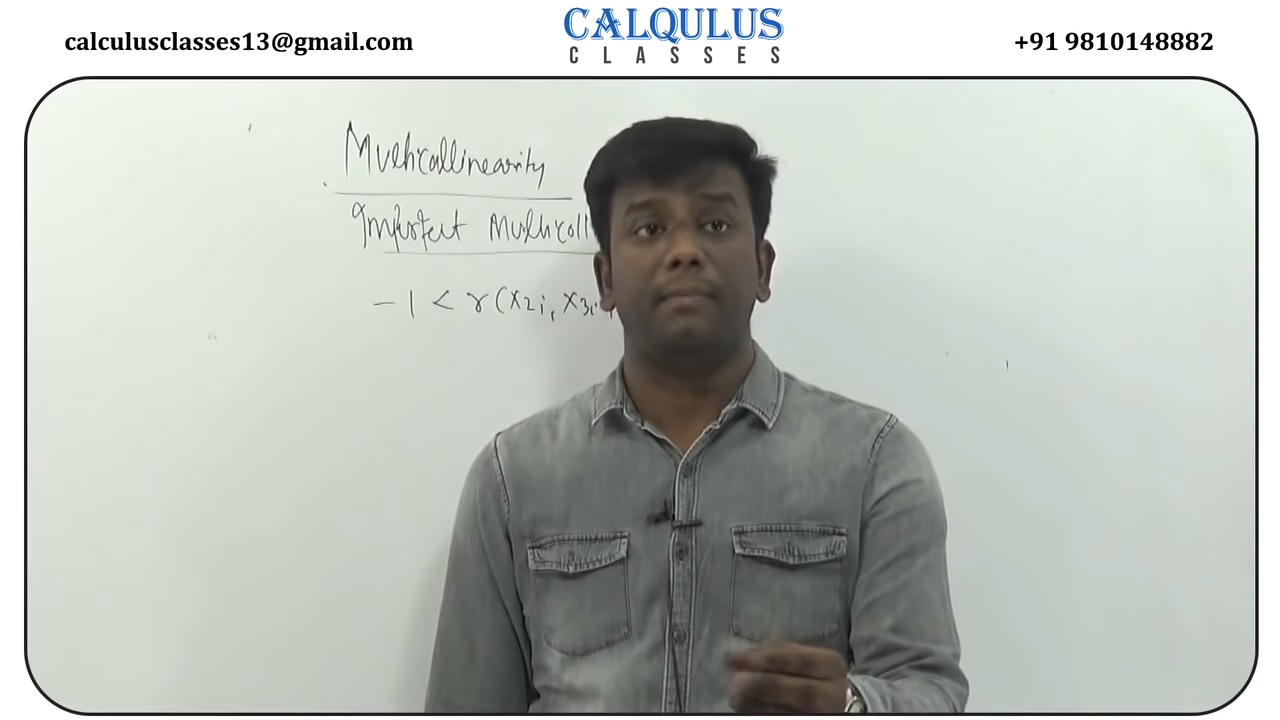 calculusclasses13@gmail.com
CALQULUS
CLASSES
+91 9810148882
Multicollinearity
Imperfect Multicoll
-1 < r(X2i, X3i